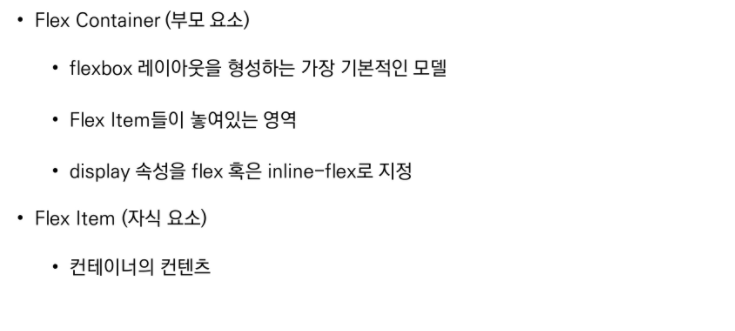 • Flex Container (부모 요소)
• flexbox 레이아웃을 형성하는 가장 기본적인 모델
• Flex Item들이 놓여있는 영역
• display 속성을 flex 혹은 inline-flex로 지정
• Flex Item (자식 요소)
• 컨테이너의 컨텐츠